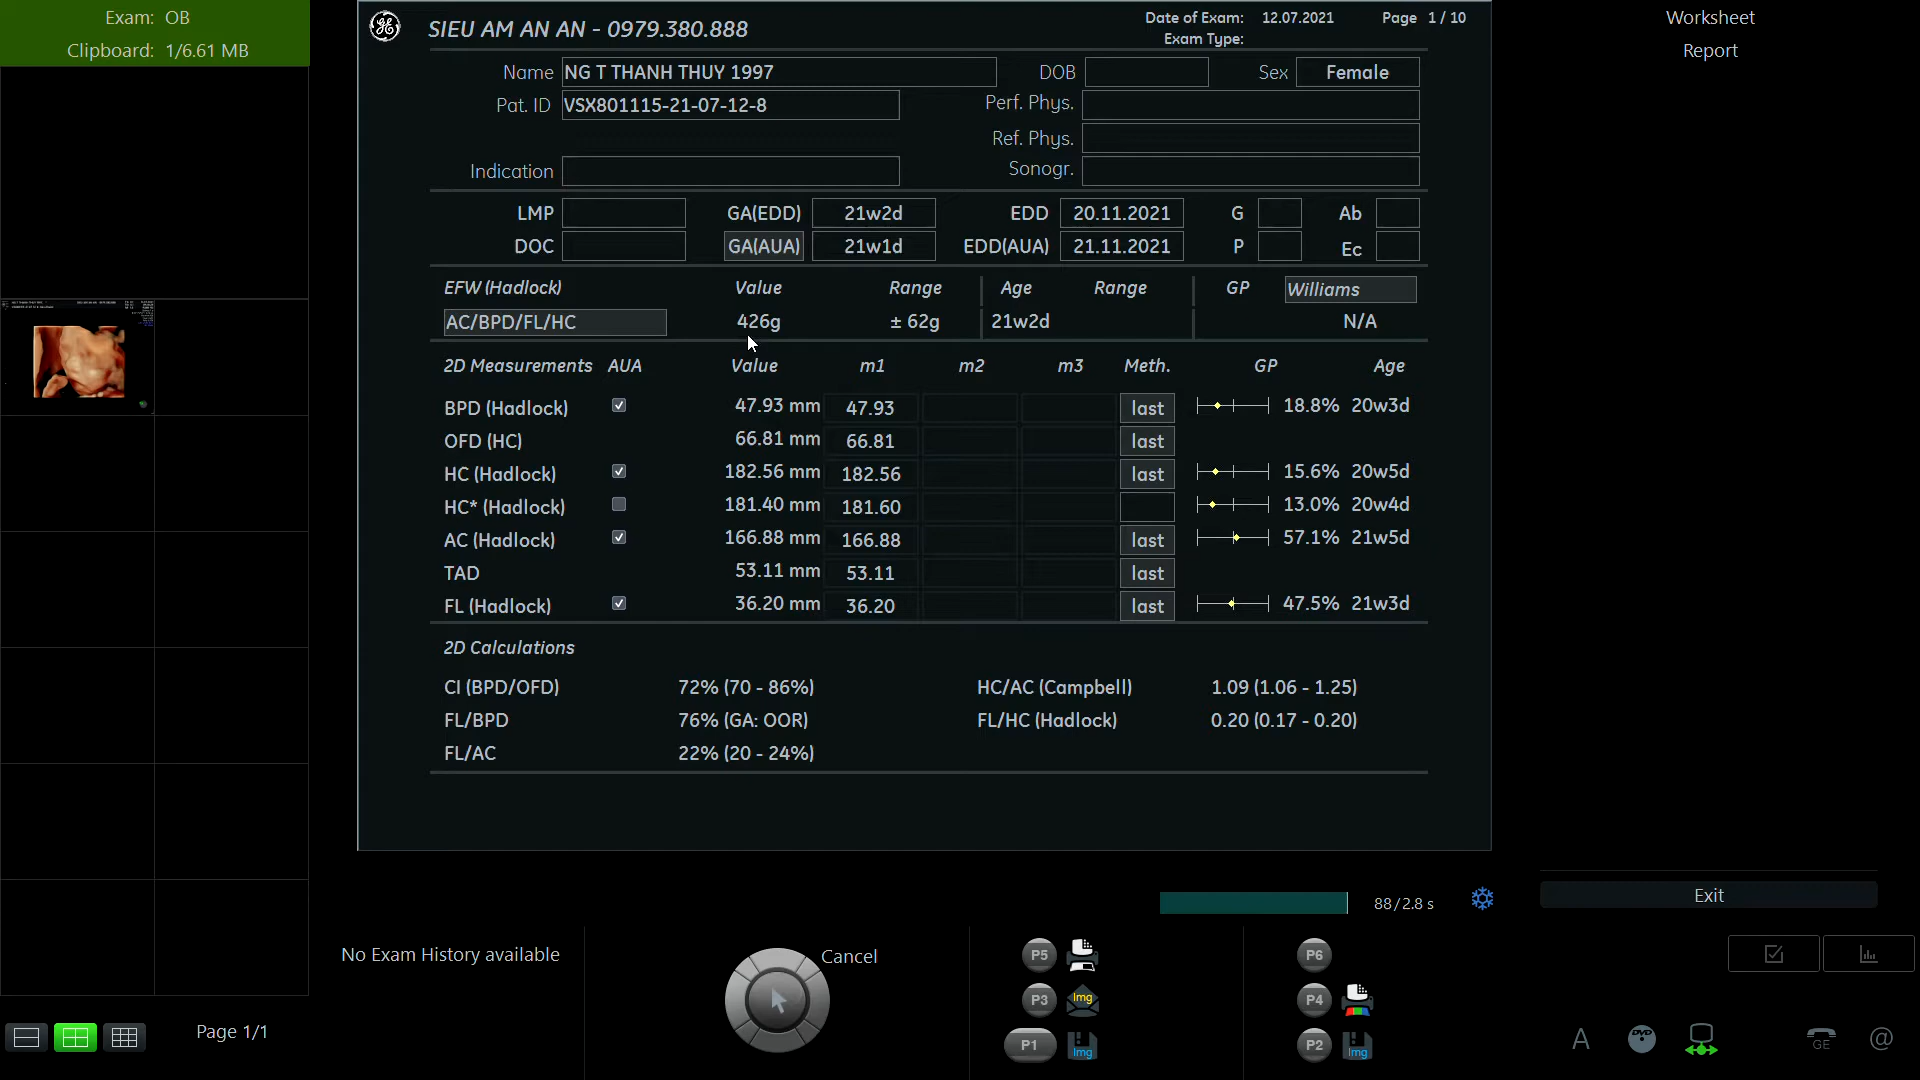 Exam: OB
Clipboard: 1/6.61 MB
SIEU AM AN AN - 0979.380.888
Date of Exam: 12.07.2021 Page 1 / 10
Exam Type:
Name NG T THANH THUY 1997 DOB Sex Female
Pat. ID VSX801115-21-07-12-8 Perf. Phys.
Ref. Phys.
Indication Sonogr.
LMP GA(EDD) 21w2d EDD 20.11.2021 G Ab
DOC GA(AUA) 21w1d EDD(AUA) 21.11.2021 P Ec
EFW (Hadlock) Value Range Age Range GP Williams
AC/BPD/FL/HC 426g ± 62g 21w2d N/A
2D Measurements AUA Value m1 m2 m3 Meth. GP Age
BPD (Hadlock) 47.93 mm 47.93 last 18.8% 20w3d
OFD (HC) 66.81 mm 66.81 last
HC (Hadlock) 182.56 mm 182.56 last 15.6% 20w5d
HC* (Hadlock) 181.40 mm 181.60 13.0% 20w4d
AC (Hadlock) 166.88 mm 166.88 last 57.1% 21w5d
TAD 53.11 mm 53.11 last
FL (Hadlock) 36.20 mm 36.20 last 47.5% 21w3d
2D Calculations
CI (BPD/OFD) 72% (70 - 86%) HC/AC (Campbell) 1.09 (1.06 - 1.25)
FL/BPD 76% (GA: OOR) FL/HC (Hadlock) 0.20 (0.17 - 0.20)
FL/AC 22% (20 - 24%)
Worksheet
Report
88/2.8 s
Exit
No Exam History available
Cancel
P5
P3 Img
P1 Img
P6
P4
P2 Img
A DVD GE @
Page 1/1